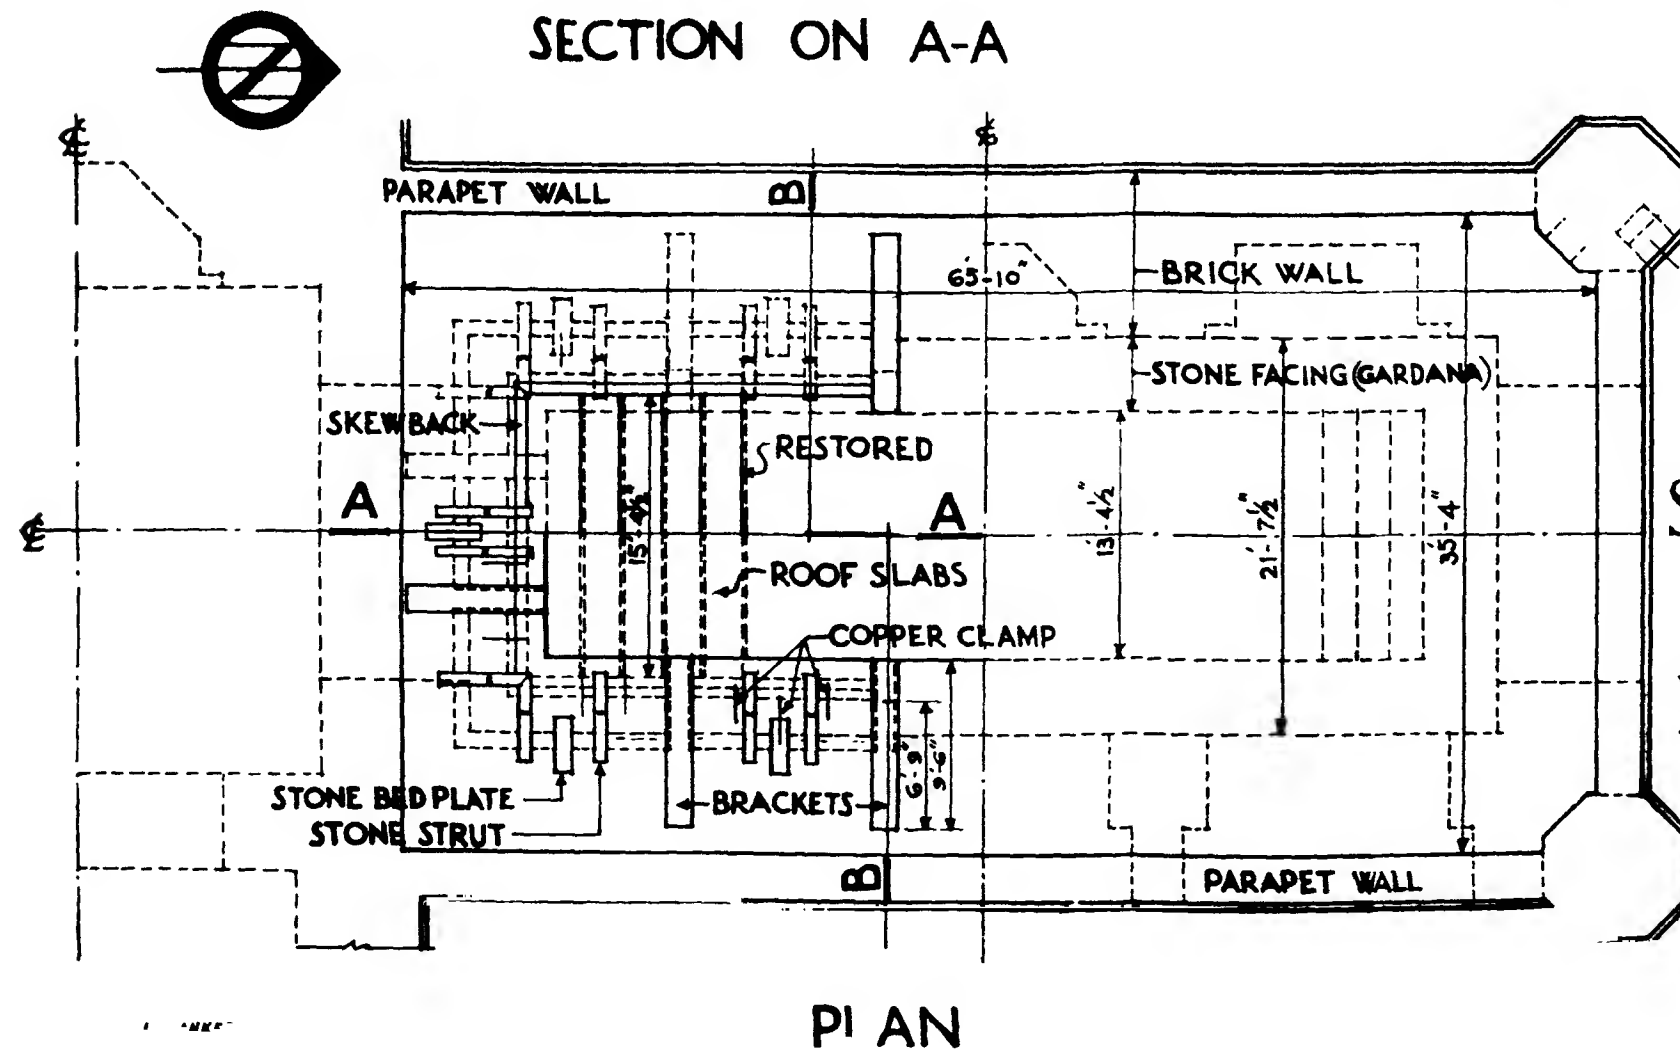 SECTION ON A-A
PARAPET WALL
B
65'-10"
BRICK WALL
STONE FACING (GARDANA)
SKEWBACK
RESTORED
A
A
15'-4½"
13'-4½"
21'-7½"
35'-4"
ROOF SLABS
COPPER CLAMP
6'-9"
9'-6"
STONE BED PLATE
BRACKETS
STONE STRUT
B
PARAPET WALL
PLAN